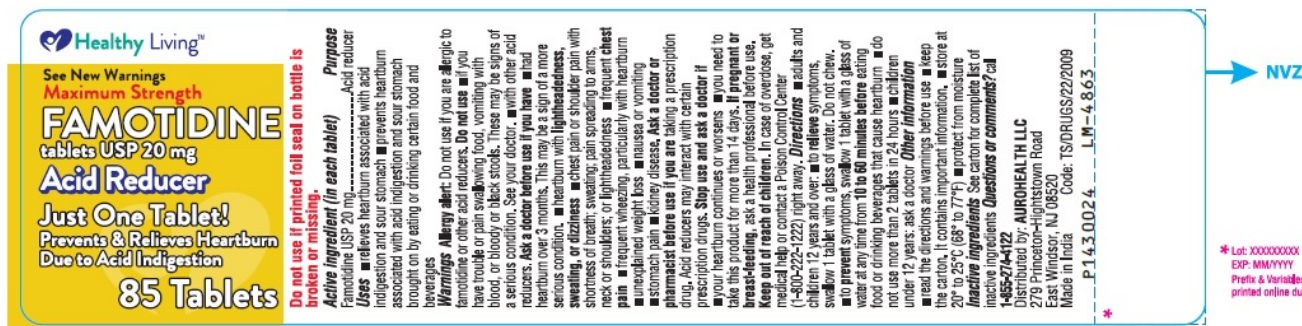 Healthy Living™
See New Warnings
Maximum Strength
FAMOTIDINE
tablets USP 20 mg
Acid Reducer
Just One Tablet!
Prevents & Relieves Heartburn
Due to Acid Indigestion
85 Tablets
Do not use if printed foil seal on bottle is
broken or missing.
Active ingredient (in each tablet) Purpose
Famotidine USP 20 mg..................Acid reducer
Uses ■ relieves heartburn associated with acid
indigestion and sour stomach ■ prevents heartburn
associated with acid indigestion and sour stomach
brought on by eating or drinking certain food and
beverages
Warnings Allergy alert: Do not use if you are allergic to
famotidine or other acid reducers. Do not use ■ if you
have trouble or pain swallowing food, vomiting with
blood, or bloody or black stools. These may be signs of
a serious condition. See your doctor. ■ with other acid
reducers. Ask a doctor before use if you have ■ had
heartburn over 3 months. This may be a sign of a more
serious condition. ■ heartburn with lightheadedness,
sweating, or dizziness ■ chest pain or shoulder pain with
shortness of breath; sweating; pain spreading to arms,
neck or shoulders; or lightheadedness ■ frequent chest
pain ■ frequent wheezing, particularly with heartburn
■ unexplained weight loss ■ nausea or vomiting
■ stomach pain ■ kidney disease. Ask a doctor or
pharmacist before use if you are taking a prescription
drug. Acid reducers may interact with certain
prescription drugs. Stop use and ask a doctor if
■ your heartburn continues or worsens ■ you need to
take this product for more than 14 days. If pregnant or
breast-feeding, ask a health professional before use.
Keep out of reach of children. In case of overdose, get
medical help or contact a Poison Control Center
(1-800-222-1222) right away. Directions ■ adults and
children 12 years and over: ■ to relieve symptoms,
swallow 1 tablet with a glass of water. Do not chew.
■ to prevent symptoms, swallow 1 tablet with a glass of
water at any time from 10 to 60 minutes before eating
food or drinking beverages that cause heartburn ■ do
not use more than 2 tablets in 24 hours ■ children
under 12 years: ask a doctor Other information
■ read the directions and warnings before use ■ keep
the carton. It contains important information. ■ store at
20° to 25°C (68° to 77°F) ■ protect from moisture
Inactive ingredients See carton for complete list of
inactive ingredients Questions or comments? call
1-855-274-4122
Distributed by: AUROHEALTH LLC
279 Princeton-Hightstown Road
East Windsor, NJ 08520
Made in India Code: TS/DRUGS/22/2009
P1430024 LM-4863
*
NVZ
* Lot: XXXXXXXXX
EXP: MM/YYYY
Prefix & Variable
printed online du